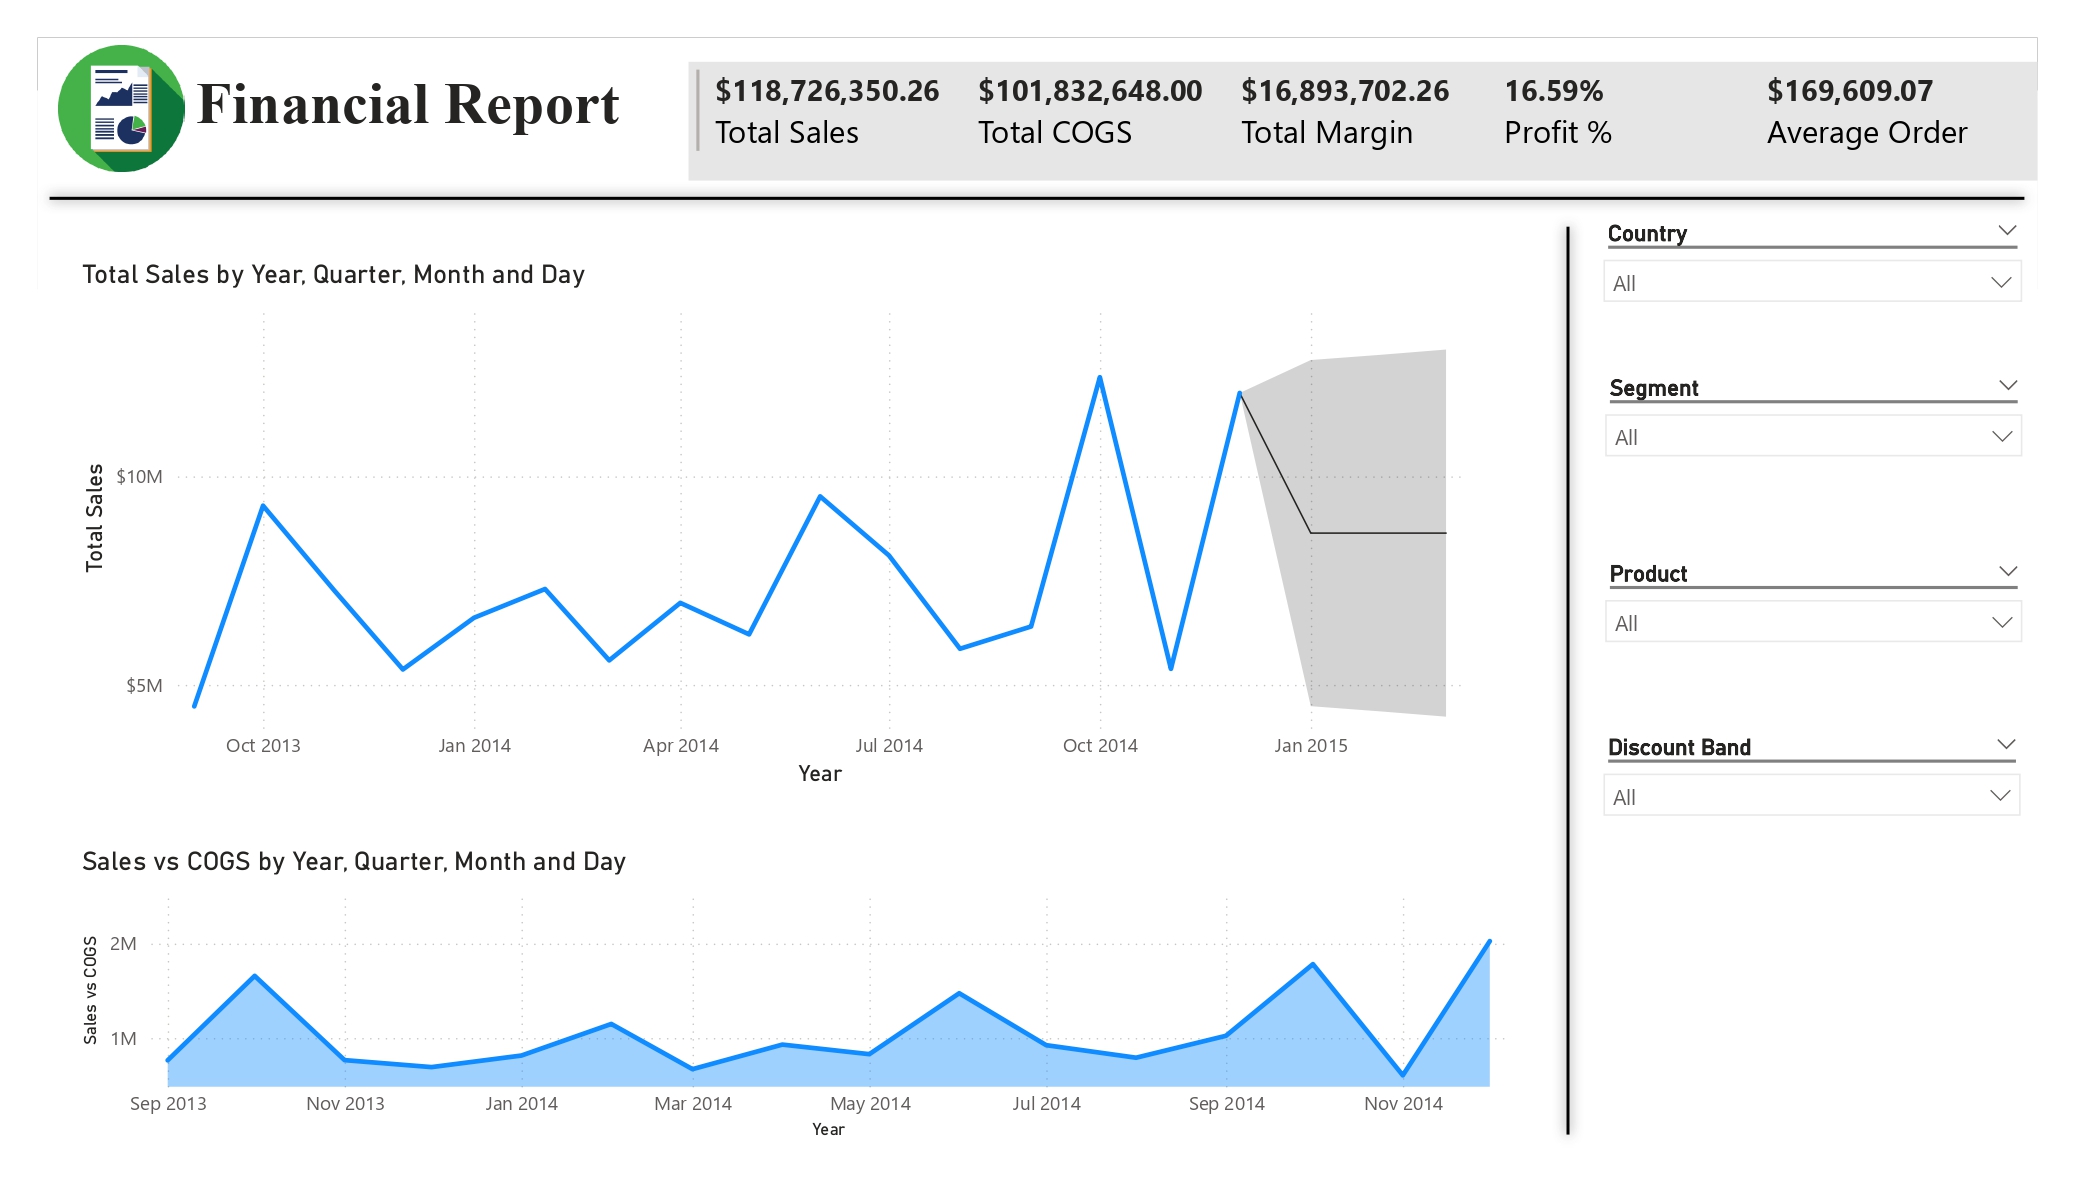 Financial Report
$118,726,350.26 $101,832,648.00 $16,893,702.26 16.59% $169,609.07
Total Sales Total COGS Total Margin Profit % Average Order
Total Sales by Year, Quarter, Month and Day
Total Sales
$10M
$5M
Oct 2013 Jan 2014 Apr 2014 Jul 2014 Oct 2014 Jan 2015
Year
Sales vs COGS by Year, Quarter, Month and Day
Sales vs COGS
2M
1M
Sep 2013 Nov 2013 Jan 2014 Mar 2014 May 2014 Jul 2014 Sep 2014 Nov 2014
Year
Country
All
Segment
All
Product
All
Discount Band
All